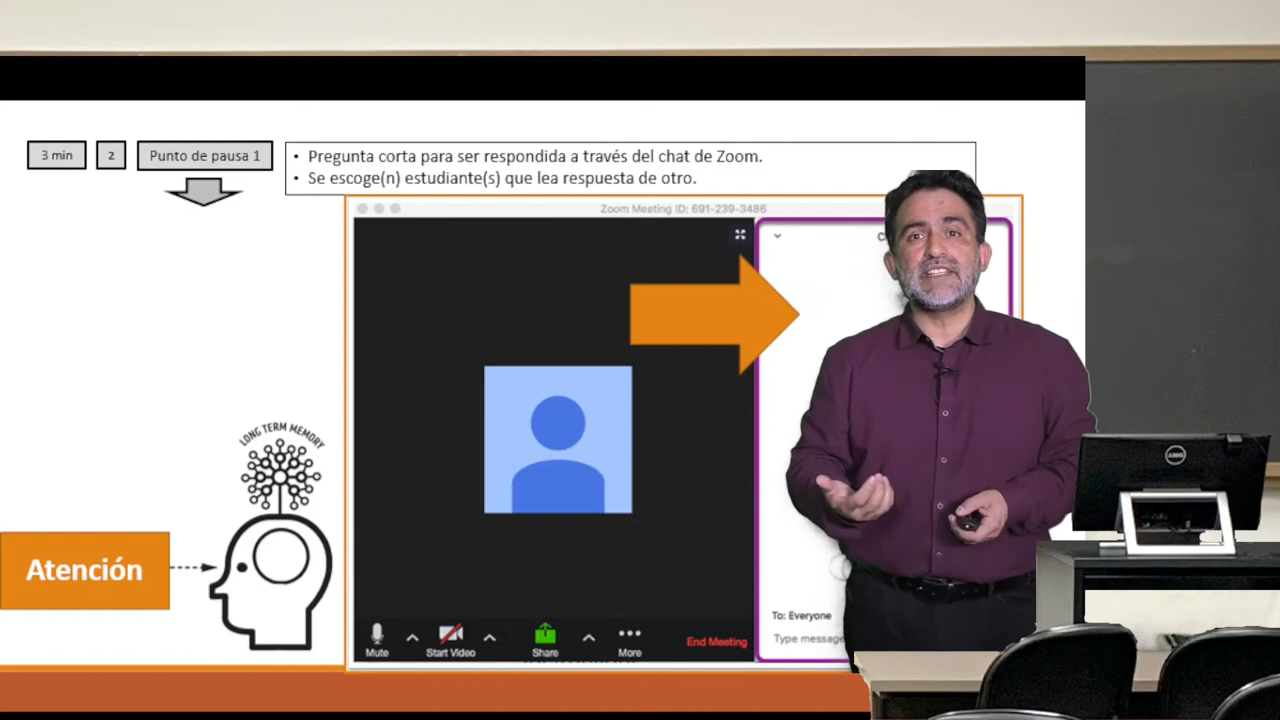 3 min
2
Punto de pausa 1
• Pregunta corta para ser respondida a través del chat de Zoom.
• Se escoge(n) estudiante(s) que lea respuesta de otro.
Zoom Meeting ID: 691-239-3486
LONG TERM MEMORY
Atención
To: Everyone
Type message
Mute
Start Video
Share
More
End Meeting
DELL